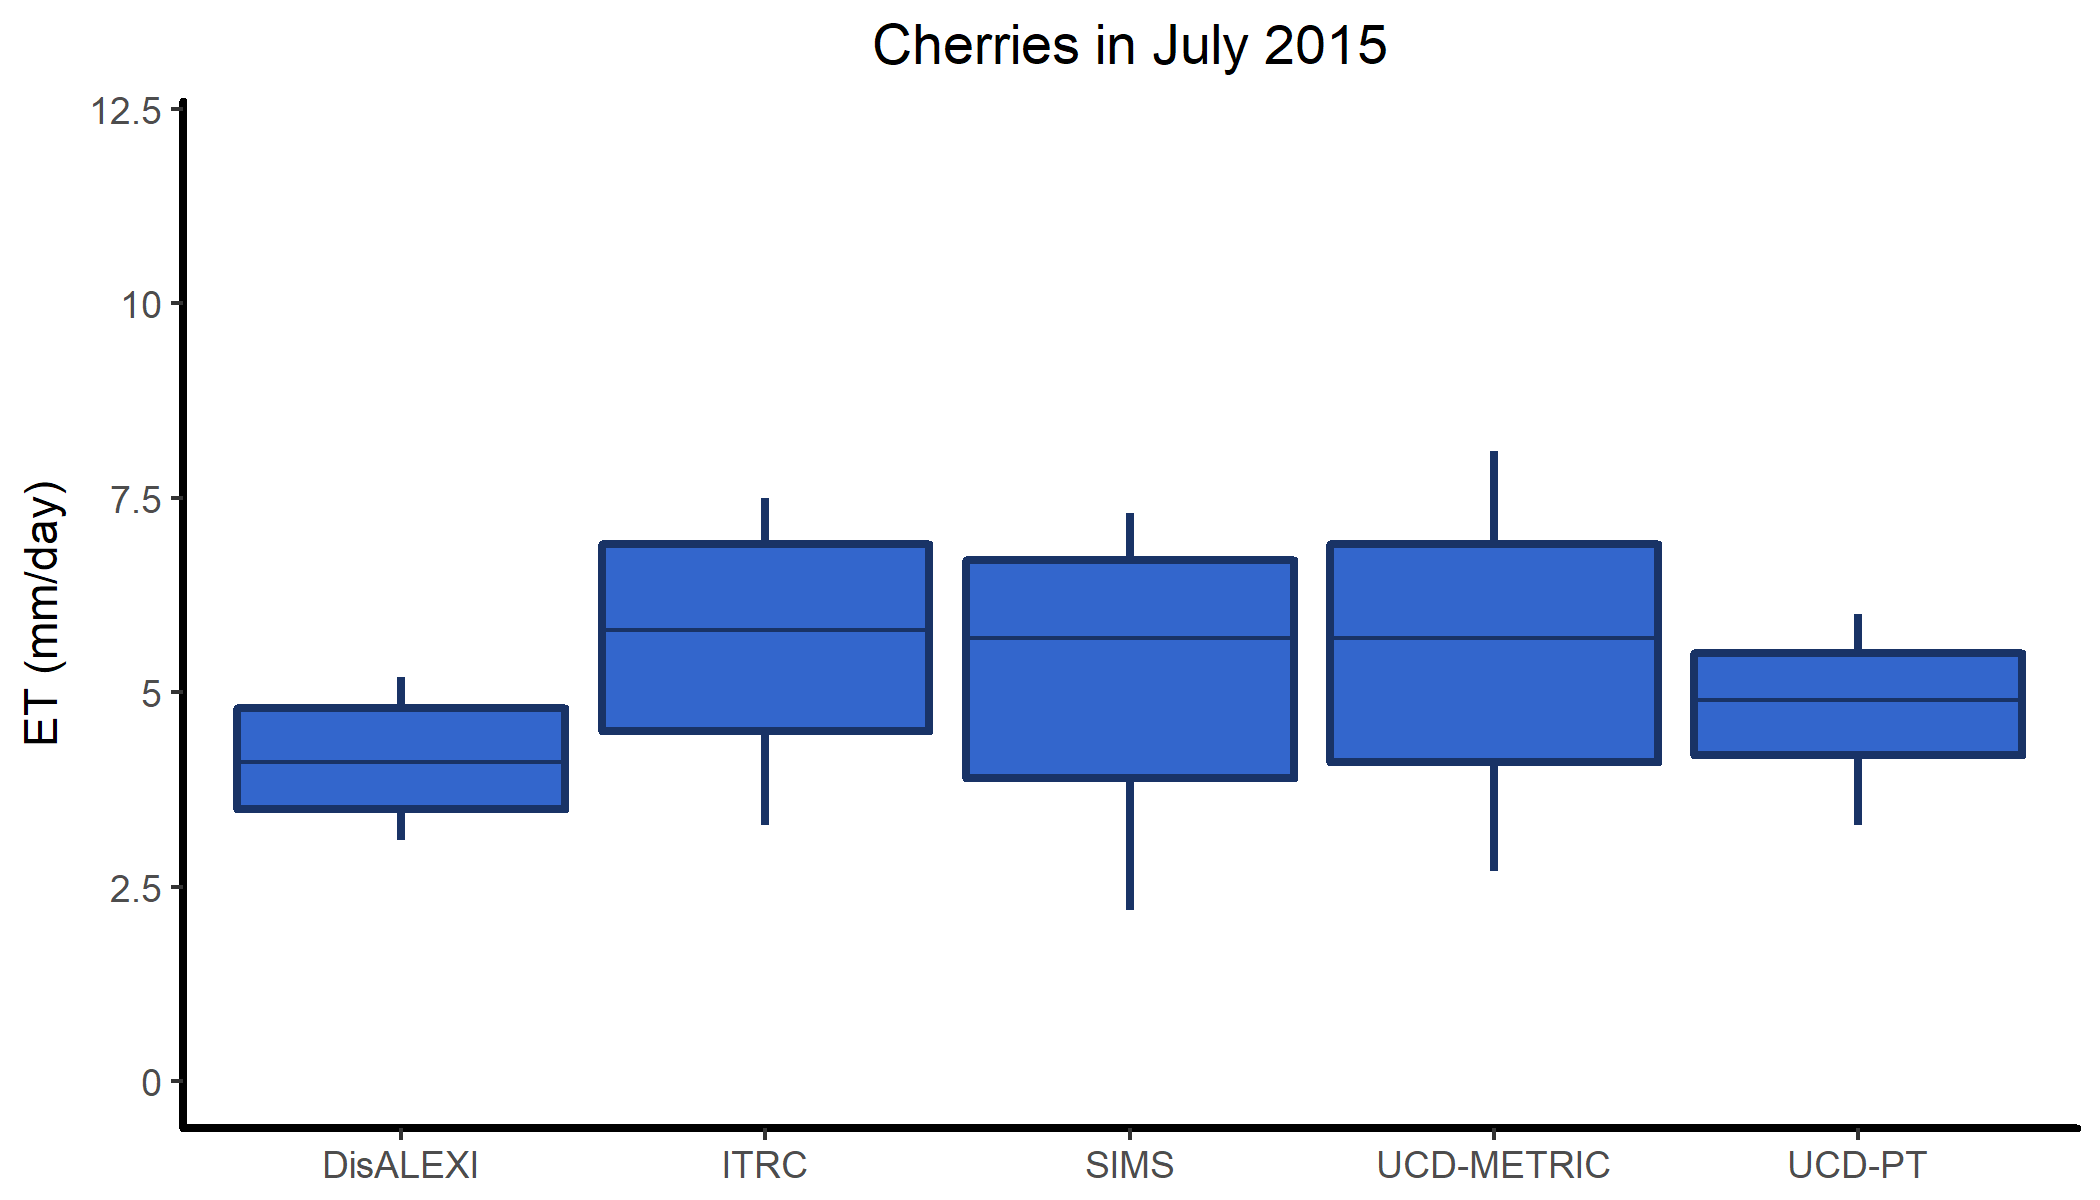 Cherries in July 2015
12.5
10
7.5
5
2.5
0
ET (mm/day)
DisALEXI ITRC SIMS UCD-METRIC UCD-PT